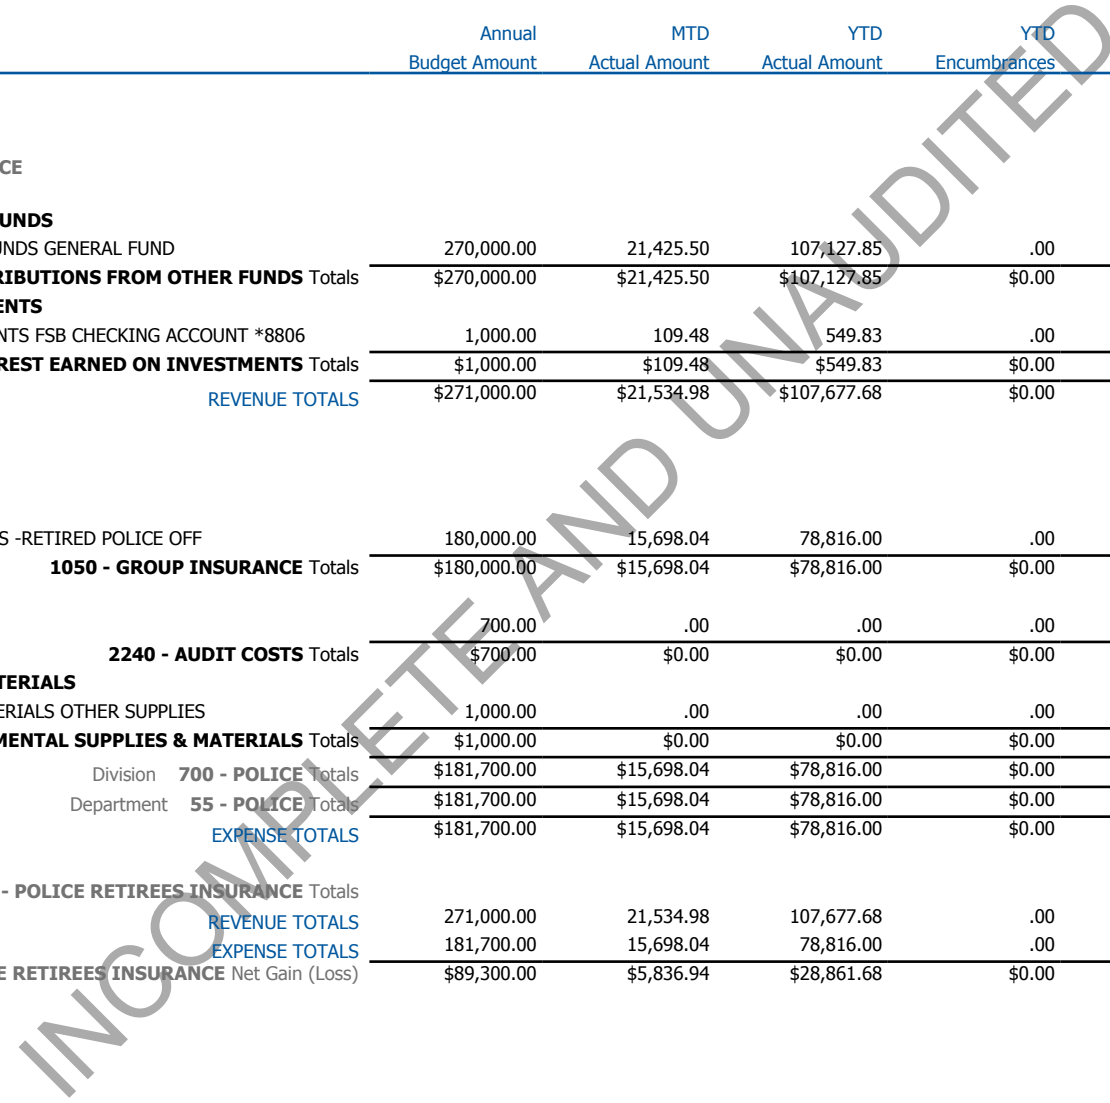 Annual MTD YTD YTD
Budget Amount Actual Amount Actual Amount Encumbrances
CE
UNDS
UNDS GENERAL FUND 270,000.00 21,425.50 107,127.85 .00
RIBUTIONS FROM OTHER FUNDS Totals $270,000.00 $21,425.50 $107,127.85 $0.00
ENTS
NTS FSB CHECKING ACCOUNT *8806 1,000.00 109.48 549.83 .00
REST EARNED ON INVESTMENTS Totals $1,000.00 $109.48 $549.83 $0.00
REVENUE TOTALS $271,000.00 $21,534.98 $107,677.68 $0.00
S -RETIRED POLICE OFF 180,000.00 15,698.04 78,816.00 .00
1050 - GROUP INSURANCE Totals $180,000.00 $15,698.04 $78,816.00 $0.00
700.00 .00 .00 .00
2240 - AUDIT COSTS Totals $700.00 $0.00 $0.00 $0.00
TERIALS
ERIALS OTHER SUPPLIES 1,000.00 .00 .00 .00
MENTAL SUPPLIES & MATERIALS Totals $1,000.00 $0.00 $0.00 $0.00
Division 700 - POLICE Totals $181,700.00 $15,698.04 $78,816.00 $0.00
Department 55 - POLICE Totals $181,700.00 $15,698.04 $78,816.00 $0.00
EXPENSE TOTALS $181,700.00 $15,698.04 $78,816.00 $0.00
- POLICE RETIREES INSURANCE Totals
REVENUE TOTALS 271,000.00 21,534.98 107,677.68 .00
EXPENSE TOTALS 181,700.00 15,698.04 78,816.00 .00
E RETIREES INSURANCE Net Gain (Loss) $89,300.00 $5,836.94 $28,861.68 $0.00
INCOMPLETE AND UNAUDITED